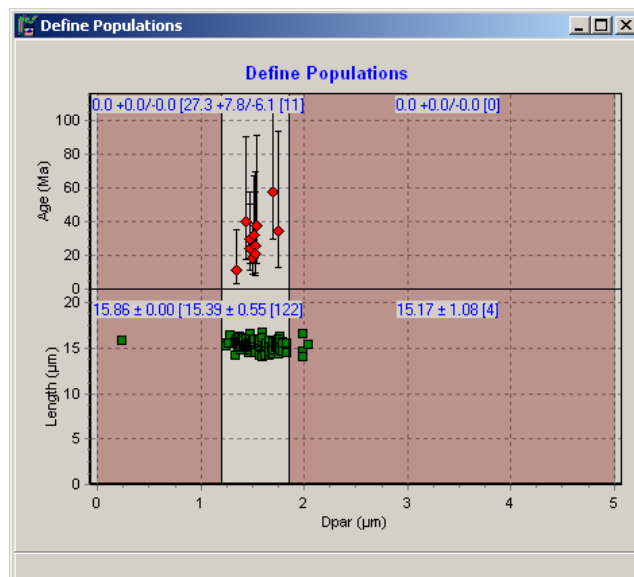 Define Populations
Define Populations
0.0 +0.0/-0.0 [27.3 +7.8/-6.1 [11]
0.0 +0.0/-0.0 [0]
100
80
60
40
20
0
Age (Ma)
15.86 ± 0.00 [15.39 ± 0.55 [122]
15.17 ± 1.08 [4]
20
15
10
5
0
Length (µm)
0 1 2 3 4 5
Dpar (µm)